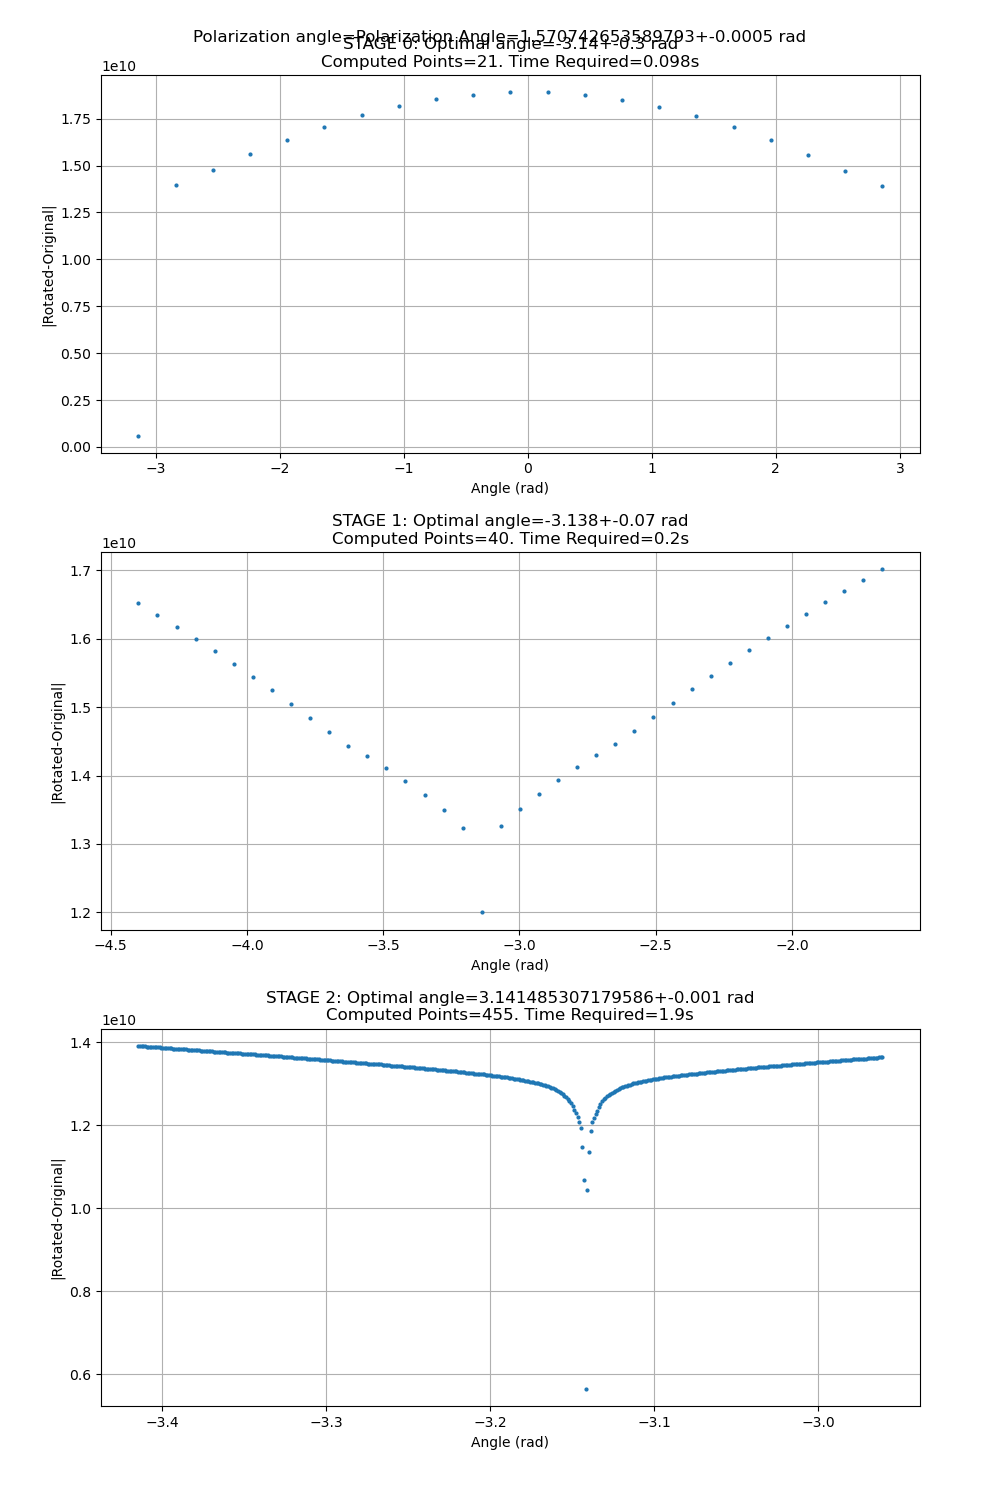 Polarization angle=Polarization Angle=1.570742653589793+-0.0005 rad
STAGE 0: Optimal angle=-3.14+-0.3 rad
Computed Points=21. Time Required=0.098s
1e10
1.75
1.50
1.25
1.00
0.75
0.50
0.25
0.00
|Rotated-Original|
−3 −2 −1 0 1 2 3
Angle (rad)
STAGE 1: Optimal angle=-3.138+-0.07 rad
Computed Points=40. Time Required=0.2s
1e10
1.7
1.6
1.5
1.4
1.3
1.2
|Rotated-Original|
−4.5 −4.0 −3.5 −3.0 −2.5 −2.0
Angle (rad)
STAGE 2: Optimal angle=3.141485307179586+-0.001 rad
Computed Points=455. Time Required=1.9s
1e10
1.4
1.2
1.0
0.8
0.6
|Rotated-Original|
−3.4 −3.3 −3.2 −3.1 −3.0
Angle (rad)